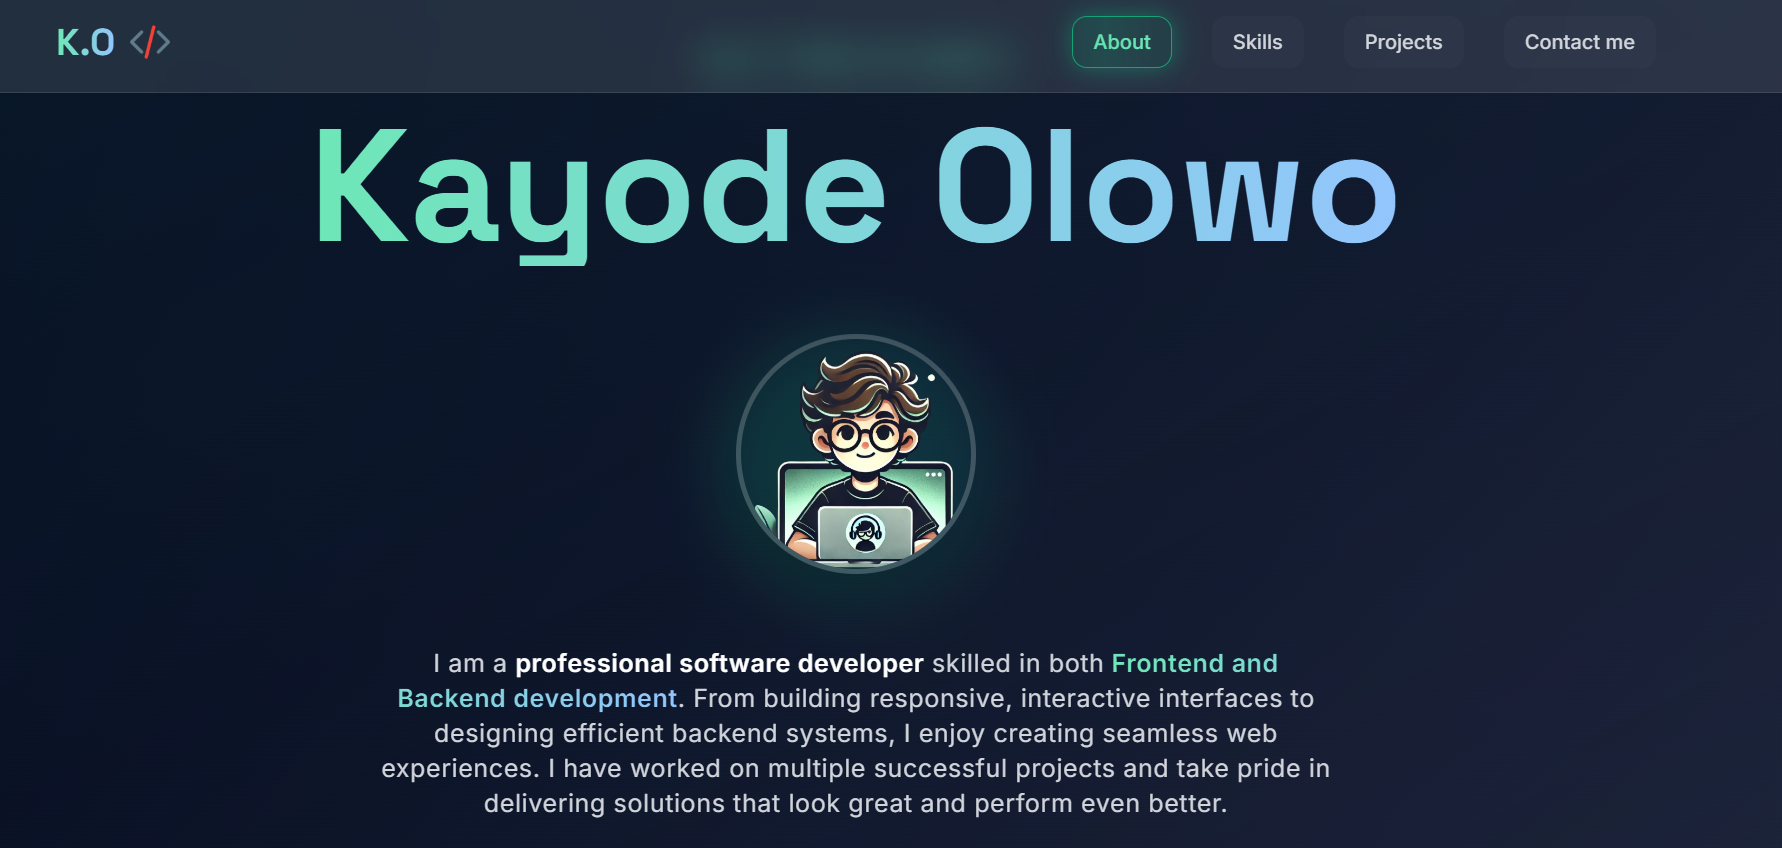 K.O </>
About
Skills
Projects
Contact me
Kayode Olowo
I am a professional software developer skilled in both Frontend and
Backend development. From building responsive, interactive interfaces to
designing efficient backend systems, I enjoy creating seamless web
experiences. I have worked on multiple successful projects and take pride in
delivering solutions that look great and perform even better.